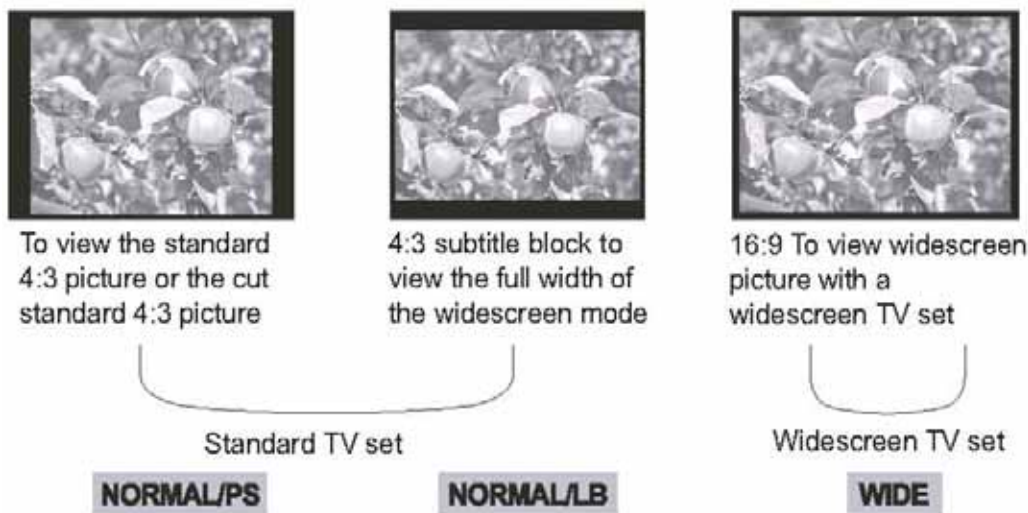 To view the standard
4:3 picture or the cut
standard 4:3 picture
4:3 subtitle block to
view the full width of
the widescreen mode
16:9 To view widescreen
picture with a
widescreen TV set
Standard TV set
Widescreen TV set
NORMAL/PS
NORMAL/LB
WIDE